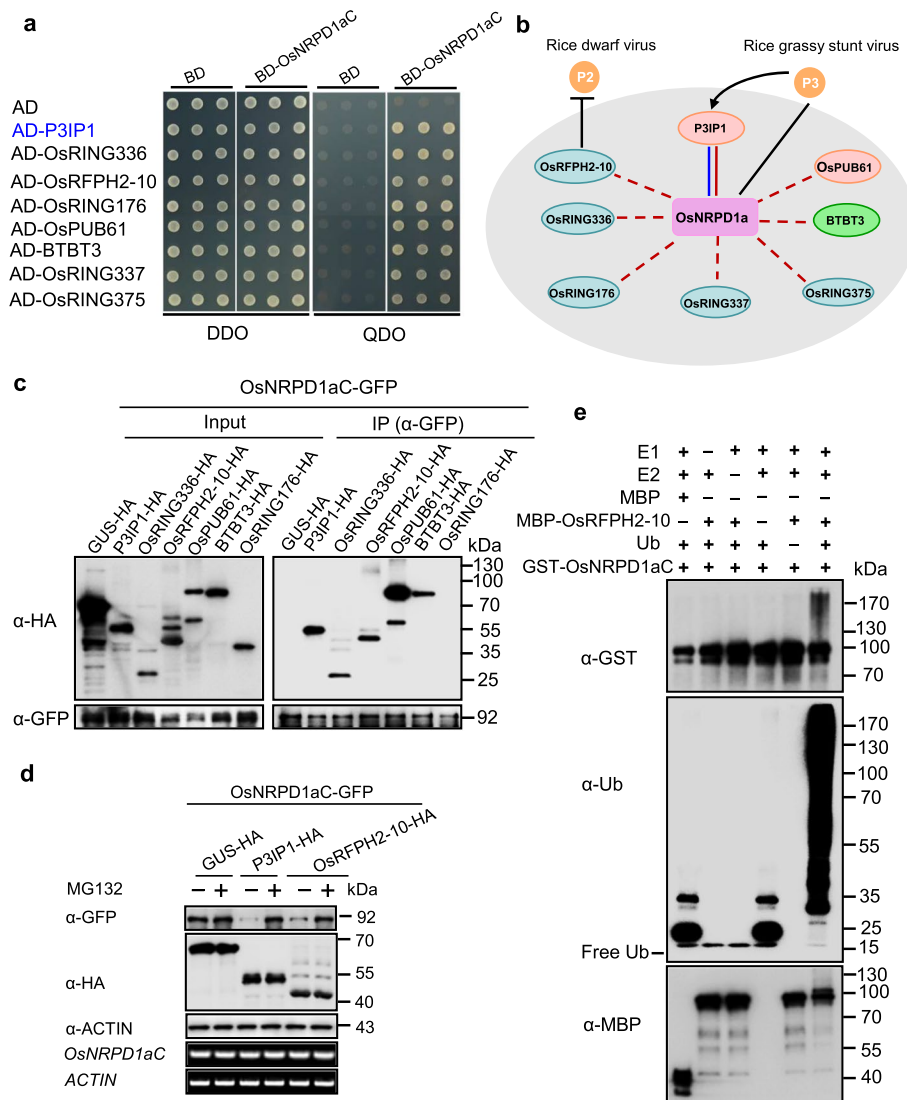 a
BD
BD-OsNRPD1aC
BD
BD-OsNRPD1aC
AD
AD-P3IP1
AD-OsRING336
AD-OsRFPH2-10
AD-OsRING176
AD-OsPUB61
AD-BTBT3
AD-OsRING337
AD-OsRING375
DDO
QDO
b
Rice dwarf virus
Rice grassy stunt virus
P2
P3
P3IP1
OsRFPH2-10
OsPUB61
OsRING336
OsNRPD1a
BTBT3
OsRING176
OsRING337
OsRING375
c
OsNRPD1aC-GFP
Input
IP (α-GFP)
GUS-HA
P3IP1-HA
OsRING336-HA
OsRFPH2-10-HA
OsPUB61-HA
BTBT3-HA
OsRING176-HA
GUS-HA
P3IP1-HA
OsRING336-HA
OsRFPH2-10-HA
OsPUB61-HA
BTBT3-HA
OsRING176-HA
kDa
α-HA
130
100
70
55
35
25
α-GFP
92
d
OsNRPD1aC-GFP
GUS-HA
P3IP1-HA
OsRFPH2-10-HA
MG132 − + − + − + kDa
α-GFP
92
α-HA
70
55
40
α-ACTIN
43
OsNRPD1aC
ACTIN
e
E1 + − + + + +
E2 + + − + + +
MBP + − − − − −
MBP-OsRFPH2-10 − + + − + +
Ub + + + + − +
GST-OsNRPD1aC + + + + + +
kDa
α-GST
170
130
100
70
α-Ub
170
130
100
70
55
35
25
15
Free Ub
α-MBP
130
100
70
55
40